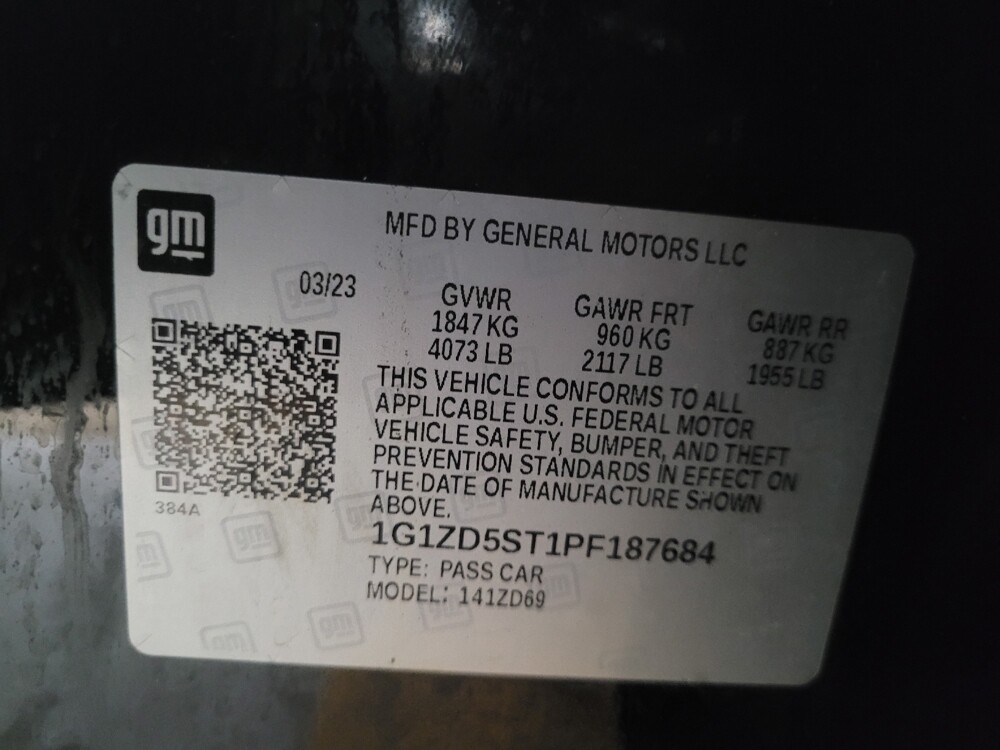 gm
MFD BY GENERAL MOTORS LLC
03/23
GVWR GAWR FRT GAWR RR
1847 KG 960 KG 887 KG
4073 LB 2117 LB 1955 LB
THIS VEHICLE CONFORMS TO ALL
APPLICABLE U.S. FEDERAL MOTOR
VEHICLE SAFETY, BUMPER, AND THEFT
PREVENTION STANDARDS IN EFFECT ON
THE DATE OF MANUFACTURE SHOWN
ABOVE.
384A
1G1ZD5ST1PF187684
TYPE: PASS CAR
MODEL: 141ZD69